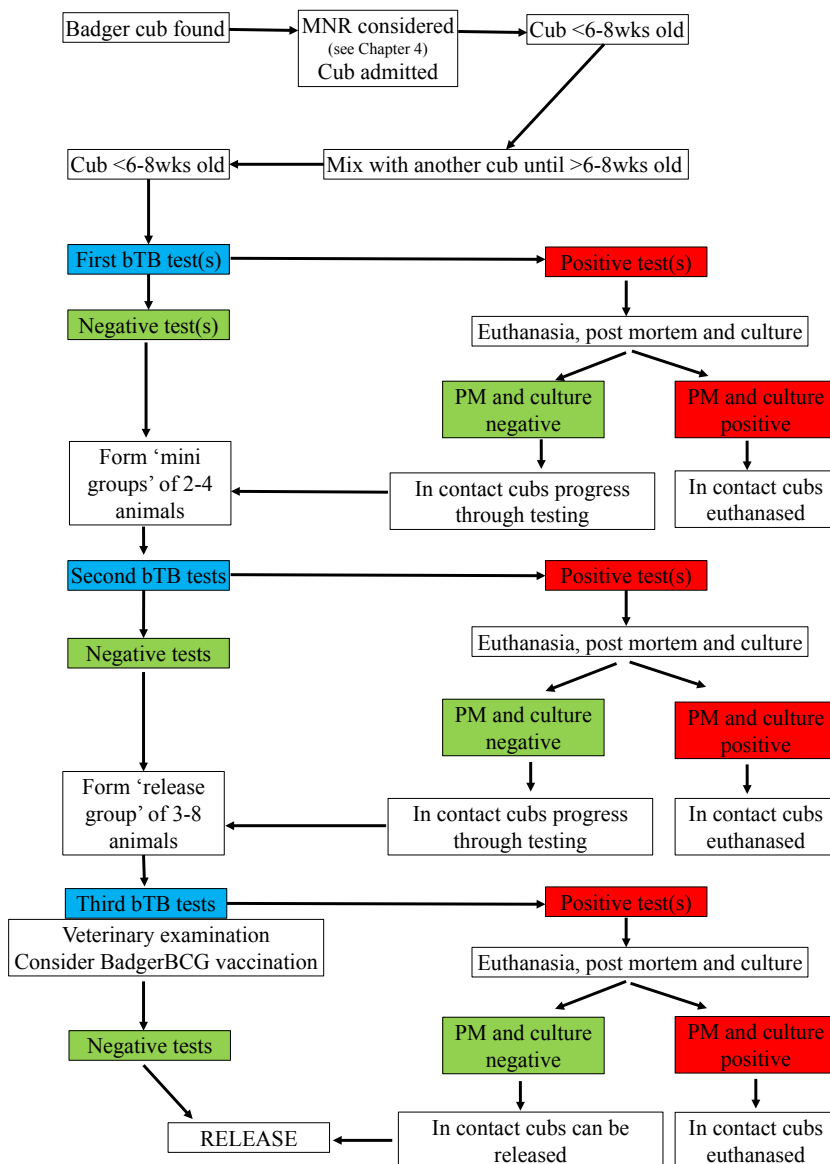 Badger cub found
MNR considered
(see Chapter 4)
Cub admitted
Cub <6-8wks old
Cub <6-8wks old
Mix with another cub until >6-8wks old
First bTB test(s)
Positive test(s)
Negative test(s)
Euthanasia, post mortem and culture
PM and culture
negative
PM and culture
positive
Form ‘mini
groups’ of 2-4
animals
In contact cubs progress
through testing
In contact cubs
euthanased
Second bTB tests
Positive test(s)
Negative tests
Euthanasia, post mortem and culture
PM and culture
negative
PM and culture
positive
Form ‘release
group’ of 3-8
animals
In contact cubs progress
through testing
In contact cubs
euthanased
Third bTB tests
Positive test(s)
Veterinary examination
Consider BadgerBCG vaccination
Euthanasia, post mortem and culture
Negative tests
PM and culture
negative
PM and culture
positive
RELEASE
In contact cubs can be
released
In contact cubs
euthanased